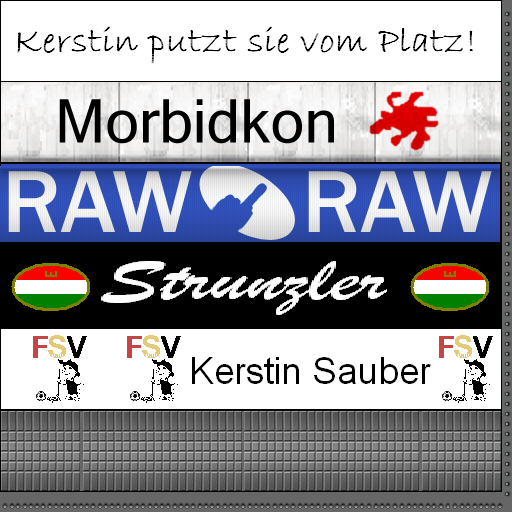 Kerstin putzt sie vom Platz!
Morbidkon
RAW RAW
E Strunzler E
FSV FSV Kerstin Sauber FSV